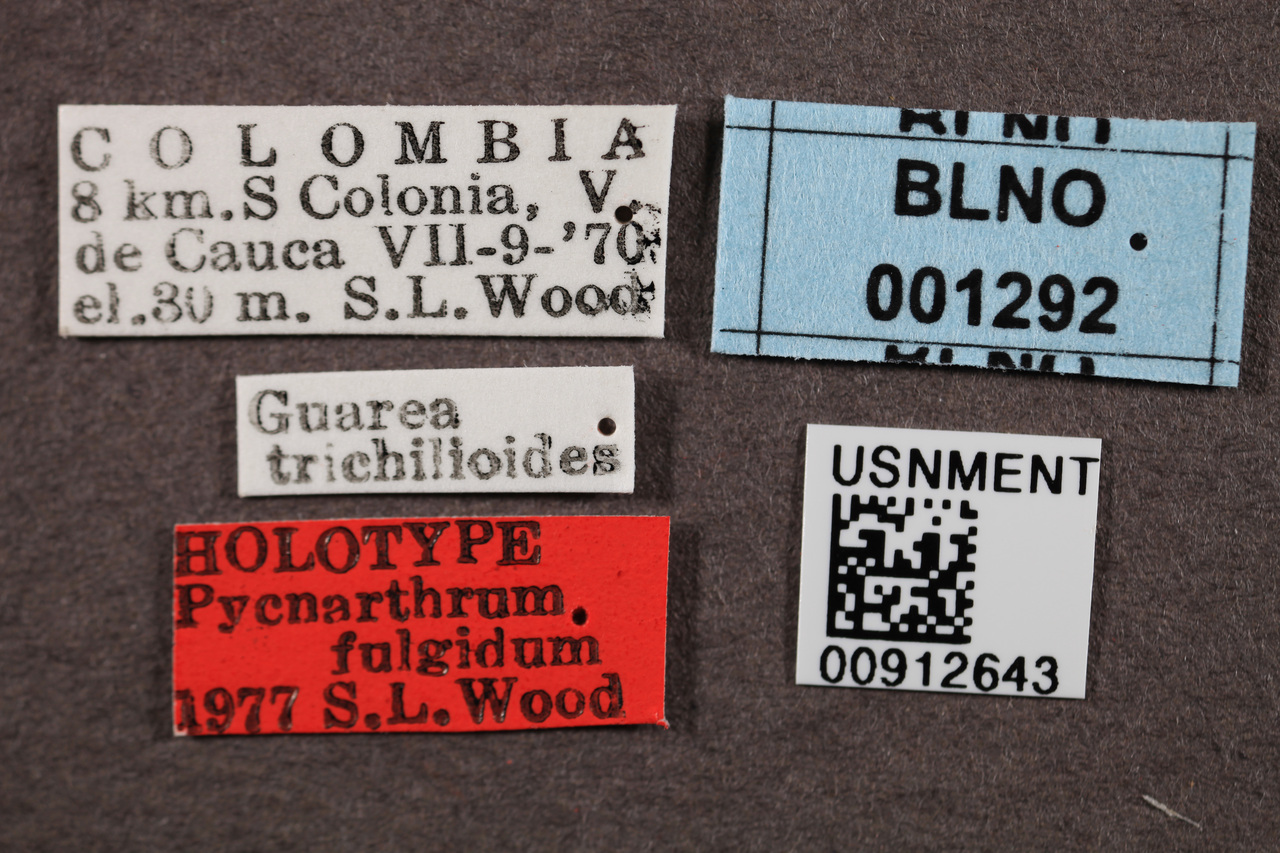 COLOMBIA
8 km.S Colonia, V.
de Cauca VII-9-'70
el.30 m. S.L.Wood
Guarea
trichilioides
HOLOTYPE
Pycnarthrum
fulgidum
1977 S.L.Wood
BLNO
001292
USNMENT
00912643